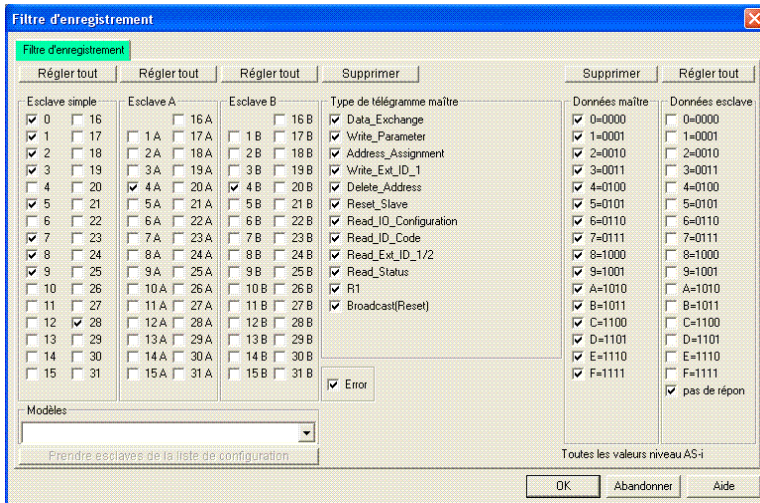 Filtre d'enregistrement
Filtre d'enregistrement
Régler tout Régler tout Régler tout Supprimer Supprimer Régler tout
Esclave simple Esclave A Esclave B Type de télégramme maître Données maître Données esclave
0 16 16 A 16 B Data_Exchange 0=0000 0=0000
1 17 1 A 17 A 1 B 17 B Write_Parameter 1=0001 1=0001
2 18 2 A 18 A 2 B 18 B Address_Assignment 2=0010 2=0010
3 19 3 A 19 A 3 B 19 B Write_Ext_ID_1 3=0011 3=0011
4 20 4 A 20 A 4 B 20 B Delete_Address 4=0100 4=0100
5 21 5 A 21 A 5 B 21 B Reset_Slave 5=0101 5=0101
6 22 6 A 22 A 6 B 22 B Read_IO_Configuration 6=0110 6=0110
7 23 7 A 23 A 7 B 23 B Read_ID_Code 7=0111 7=0111
8 24 8 A 24 A 8 B 24 B Read_Ext_ID_1/2 8=1000 8=1000
9 25 9 A 25 A 9 B 25 B Read_Status 9=1001 9=1001
10 26 10 A 26 A 10 B 26 B R1 A=1010 A=1010
11 27 11 A 27 A 11 B 27 B Broadcast(Reset) B=1011 B=1011
12 28 12 A 28 A 12 B 28 B C=1100 C=1100
13 29 13 A 29 A 13 B 29 B D=1101 D=1101
14 30 14 A 30 A 14 B 30 B E=1110 E=1110
15 31 15 A 31 A 15 B 31 B F=1111 F=1111
Error pas de répon
Modèles
Prendre esclaves de la liste de configuration Toutes les valeurs niveau AS-i
OK Abandonner Aide